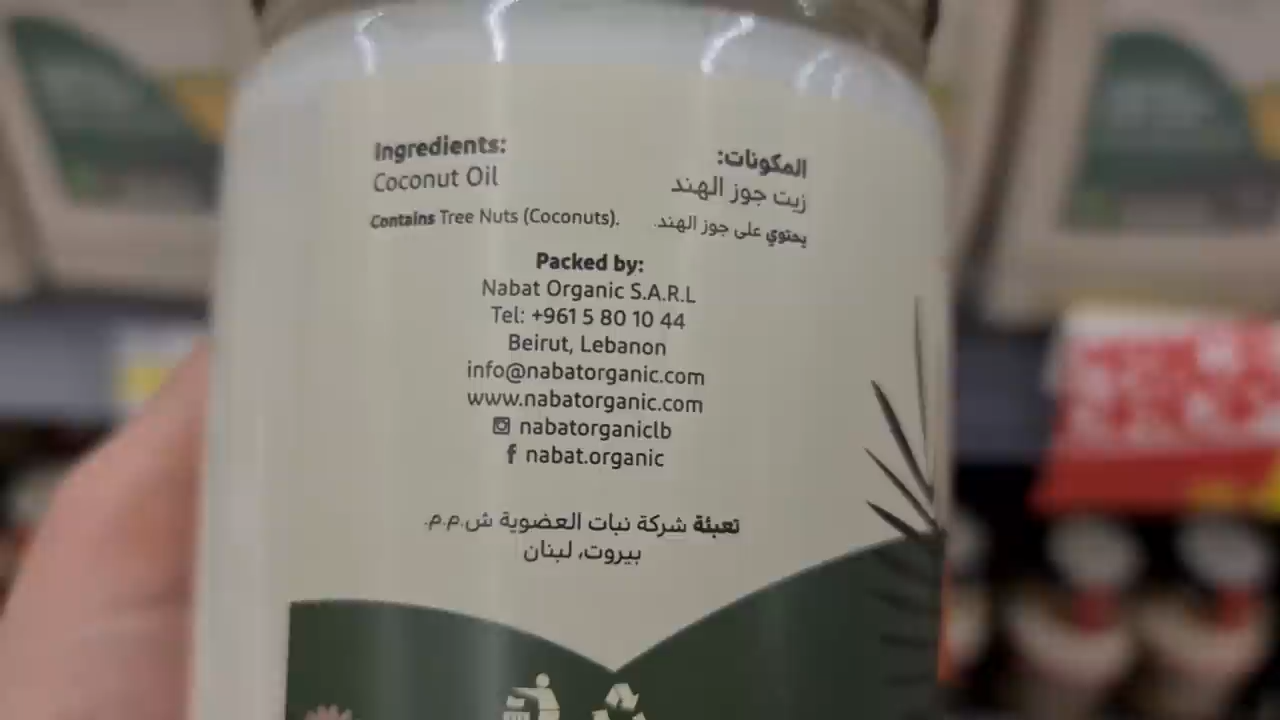 Ingredients:
Coconut Oil
Contains Tree Nuts (Coconuts).
المكونات:
زيت جوز الهند
يحتوي على جوز الهند.
Packed by:
Nabat Organic S.A.R.L
Tel: +961 5 80 10 44
Beirut, Lebanon
info@nabatorganic.com
www.nabatorganic.com
nabatorganiclb
nabat.organic
تعبئة شركة نبات العضوية ش.م.م.
بيروت، لبنان